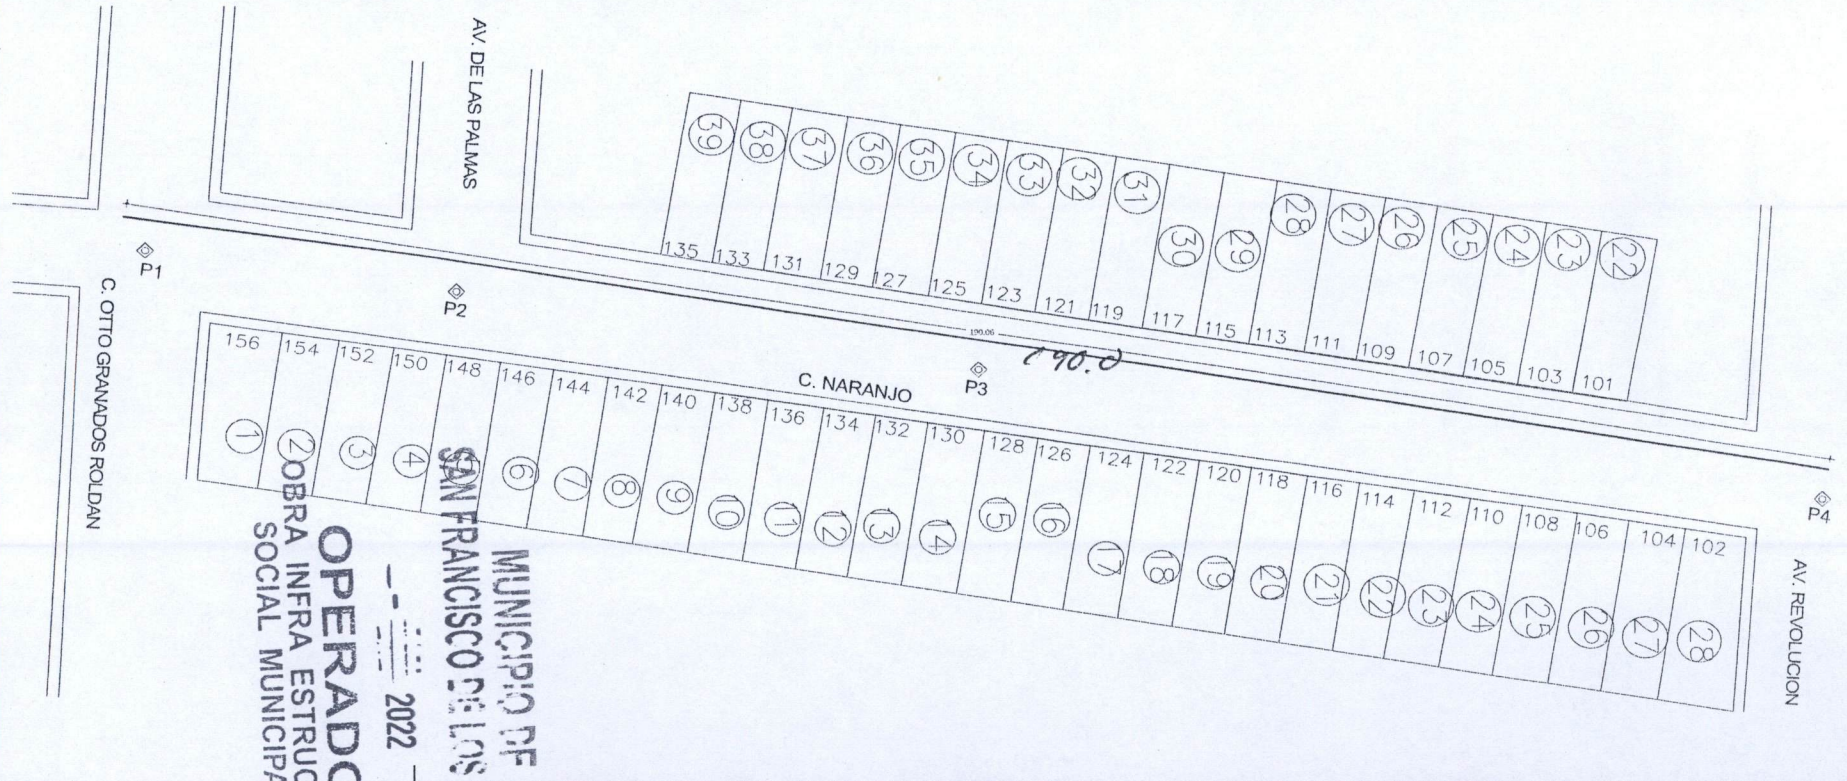 AV. DE LAS PALMAS
39 38 37 36 35 34 33 32 31 30 29 28 27 26 25 24 23 22
135 133 131 129 127 125 123 121 119 117 115 113 111 109 107 105 103 101
190.06
190.0
P1
P2
P3
P4
C. NARANJO
C. OTTO GRANADOS ROLDAN
AV. REVOLUCION
156 154 152 150 148 146 144 142 140 138 136 134 132 130 128 126 124 122 120 118 116 114 112 110 108 106 104 102
1 2 3 4 6 7 8 9 10 11 12 13 14 15 16 17 18 19 20 21 22 23 24 25 26 27 28
MUNICIPIO DE
SAN FRANCISCO DE LOS
2022
OPERADO
OBRA INFRA ESTRUC
SOCIAL MUNICIPA